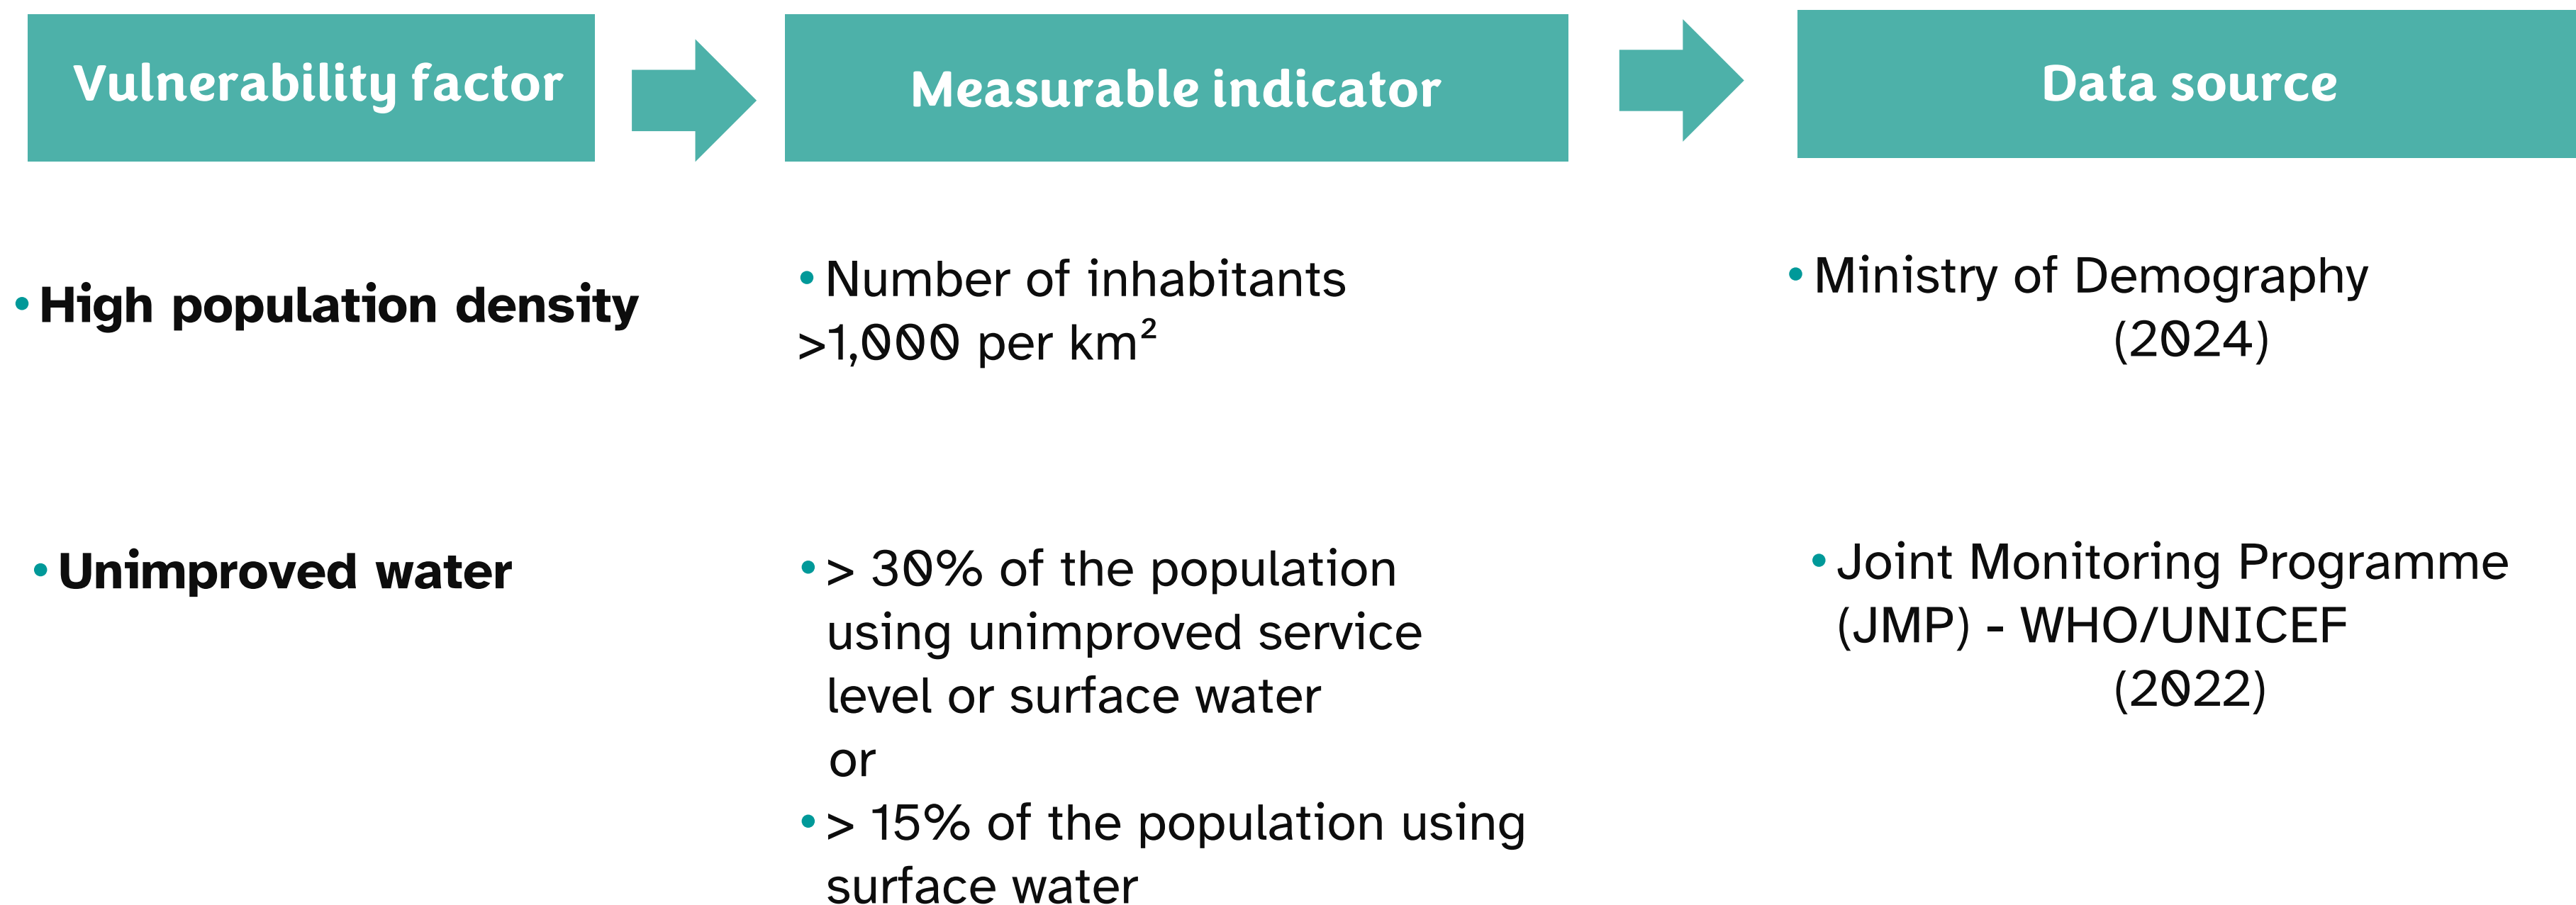 Vulnerability factor
Measurable indicator
Data source
• High population density
• Number of inhabitants
>1,000 per km²
• Ministry of Demography
(2024)
• Unimproved water
• > 30% of the population
using unimproved service
level or surface water
or
• > 15% of the population using
surface water
• Joint Monitoring Programme
(JMP) - WHO/UNICEF
(2022)